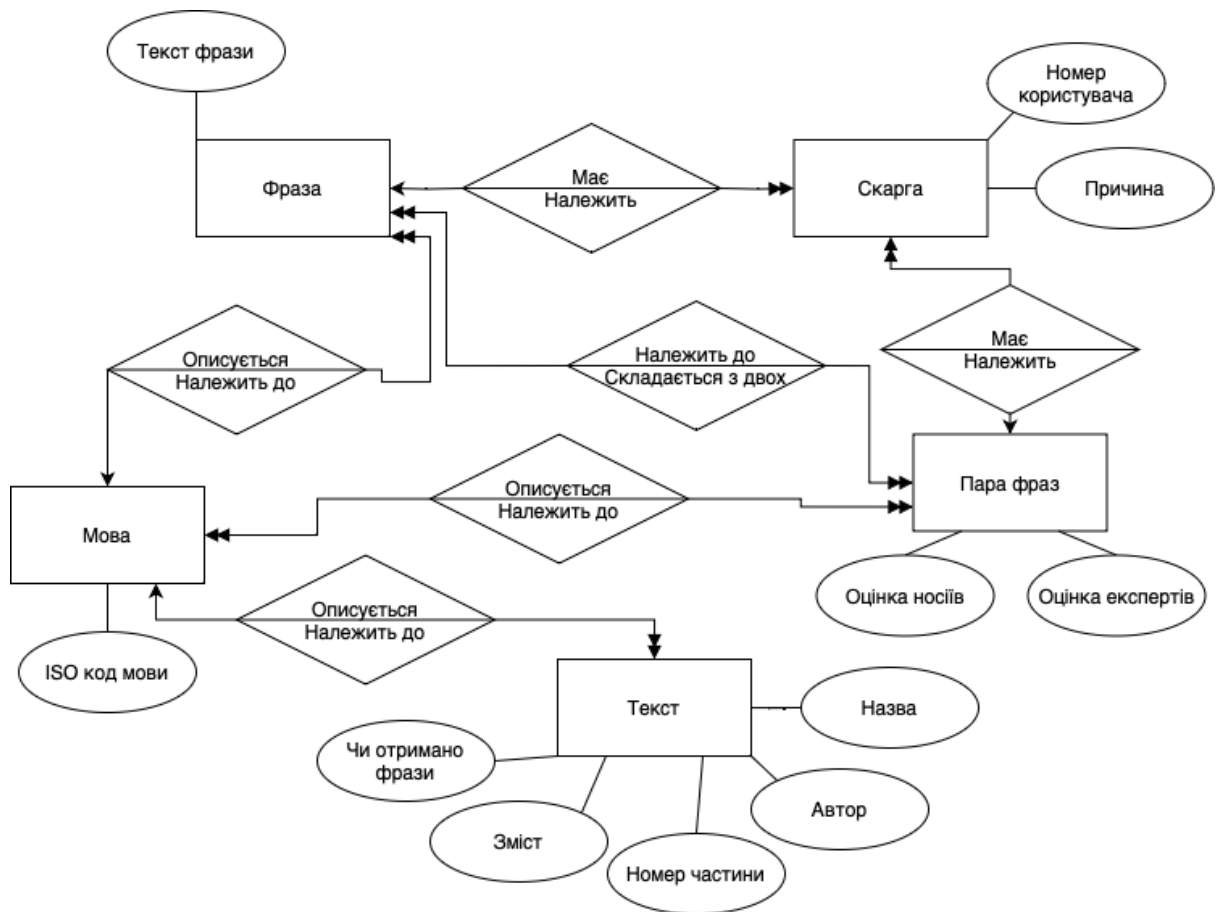 Текст фрази
Номер
користувача
Фраза
Має
Належить
Скарга
Причина
Описується
Належить до
Належить до
Складається з двох
Має
Належить
Мова
Описується
Належить до
Пара фраз
Описується
Належить до
Оцінка носіїв
Оцінка експертів
ISO код мови
Текст
Назва
Чи отримано
фрази
Зміст
Номер частини
Автор